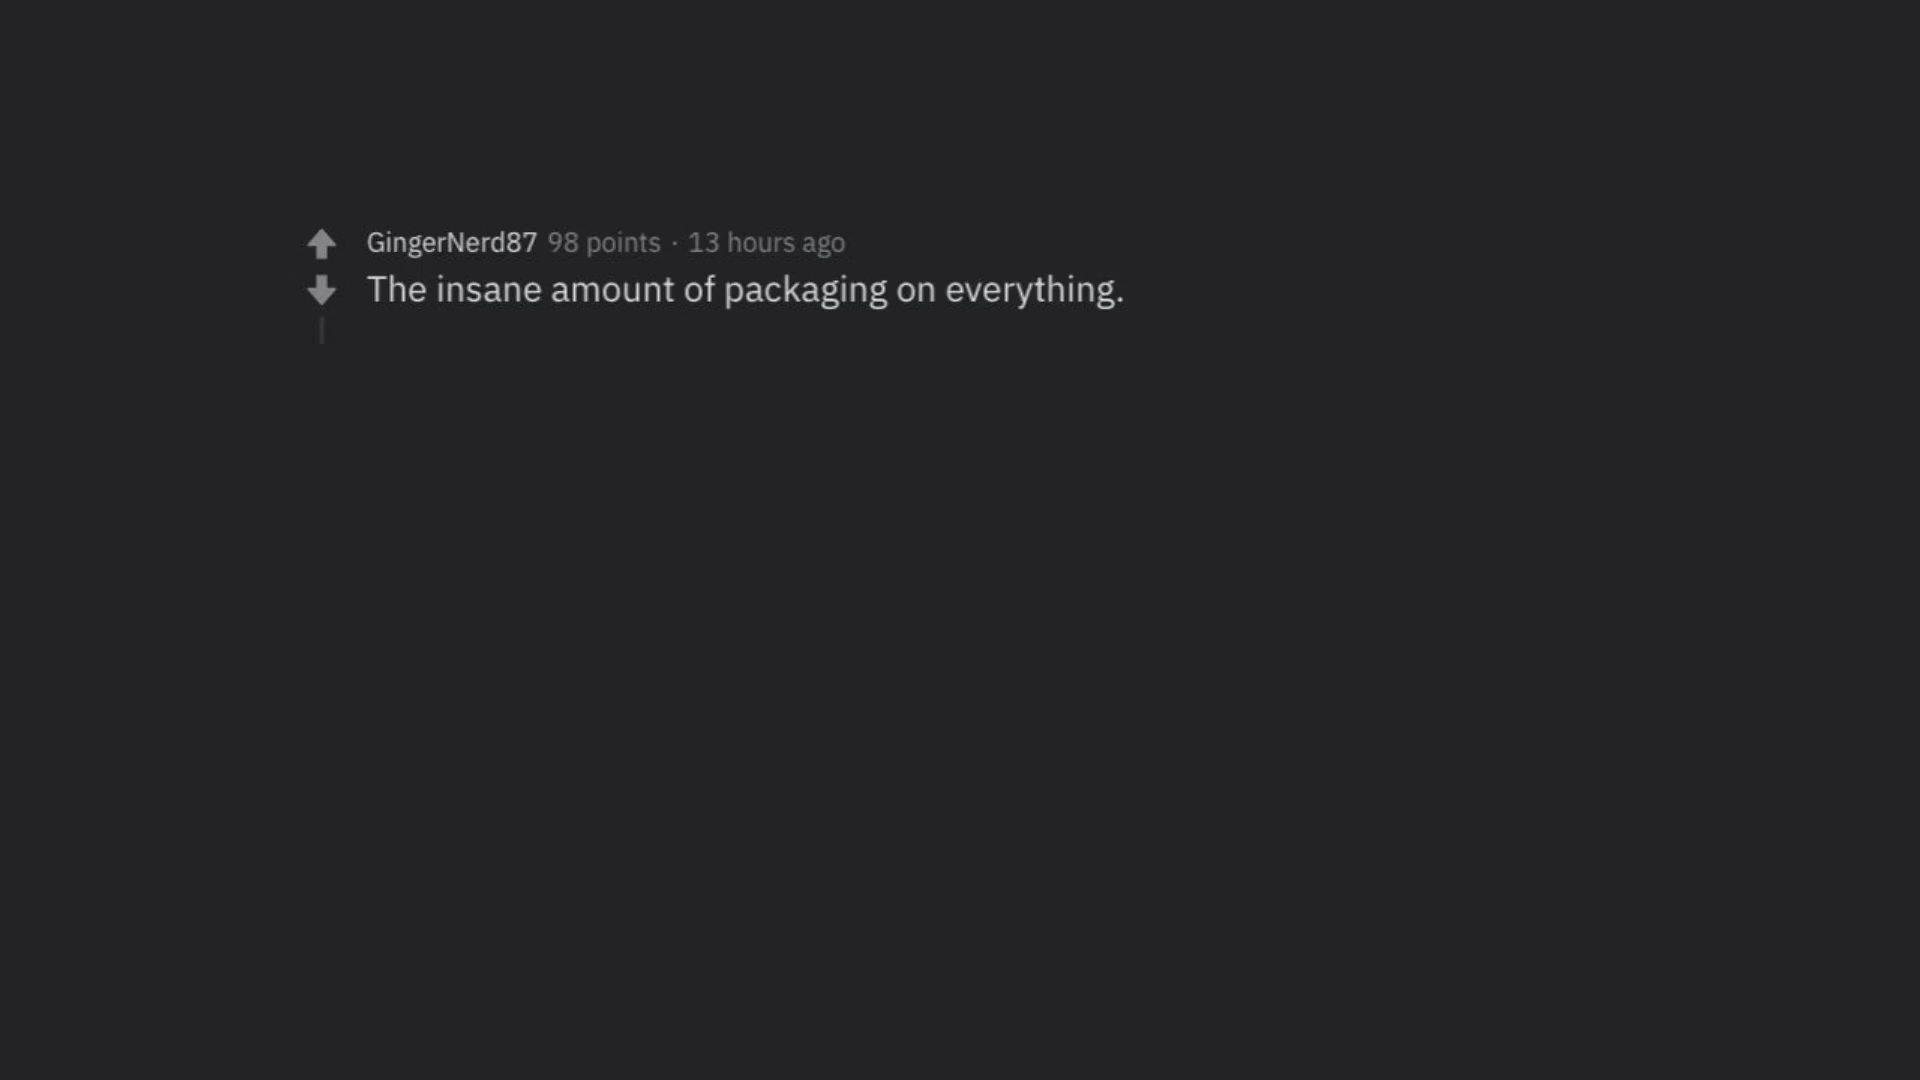 GingerNerd87 98 points · 13 hours ago
The insane amount of packaging on everything.